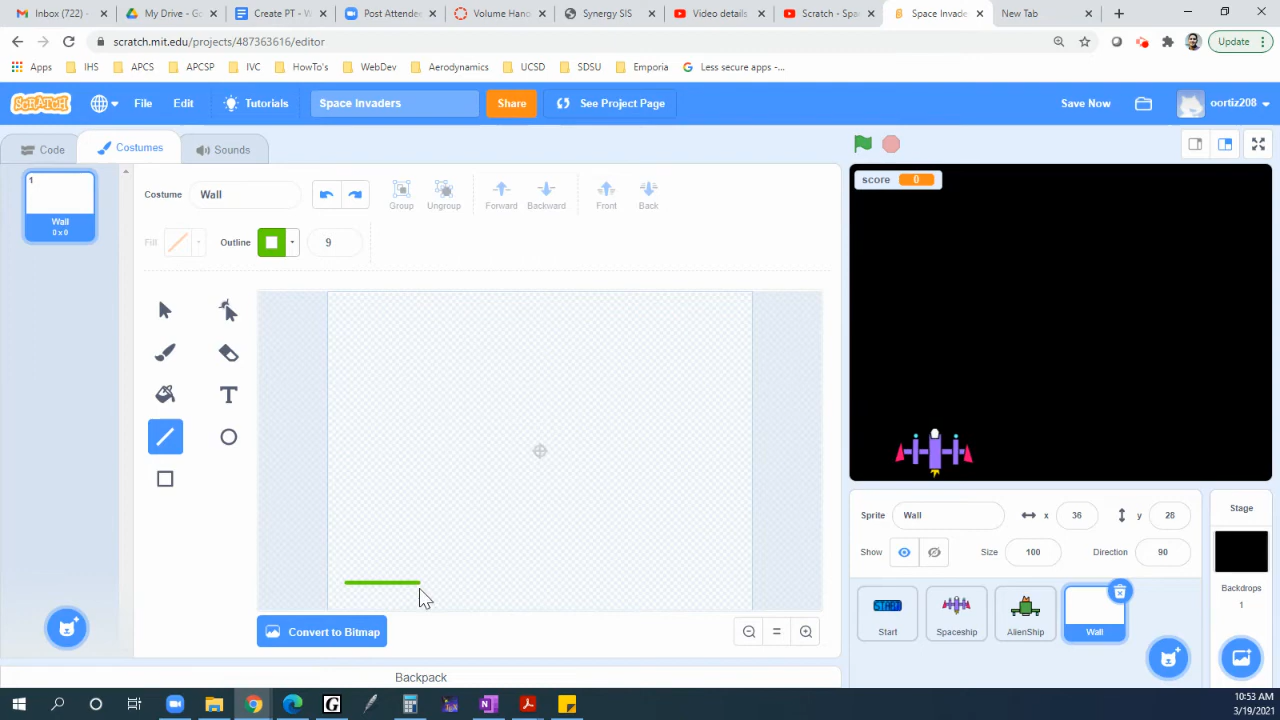 Inbox (722) -
My Drive - Go
Create PT - W
Post Attende
Volume Hand
Synergy SIS
Video details
Scratch - Spa
Space Invade
New Tab
scratch.mit.edu/projects/487363616/editor
Update
Apps
IHS
APCS
APCSP
IVC
HowTo's
WebDev
Aerodynamics
UCSD
SDSU
Emporia
Less secure apps -...
SCRATCH
File
Edit
Tutorials
Space Invaders
Share
See Project Page
Save Now
oortiz208
Code
Costumes
Sounds
1
Wall
0 x 0
Costume
Wall
Group
Ungroup
Forward
Backward
Front
Back
Fill
Outline
9
T
Convert to Bitmap
Backpack
score 0
Sprite
Wall
x
36
y
28
Show
Size
100
Direction
90
Start
Spaceship
AlienShip
Wall
Stage
Backdrops
1
10:53 AM
3/19/2021